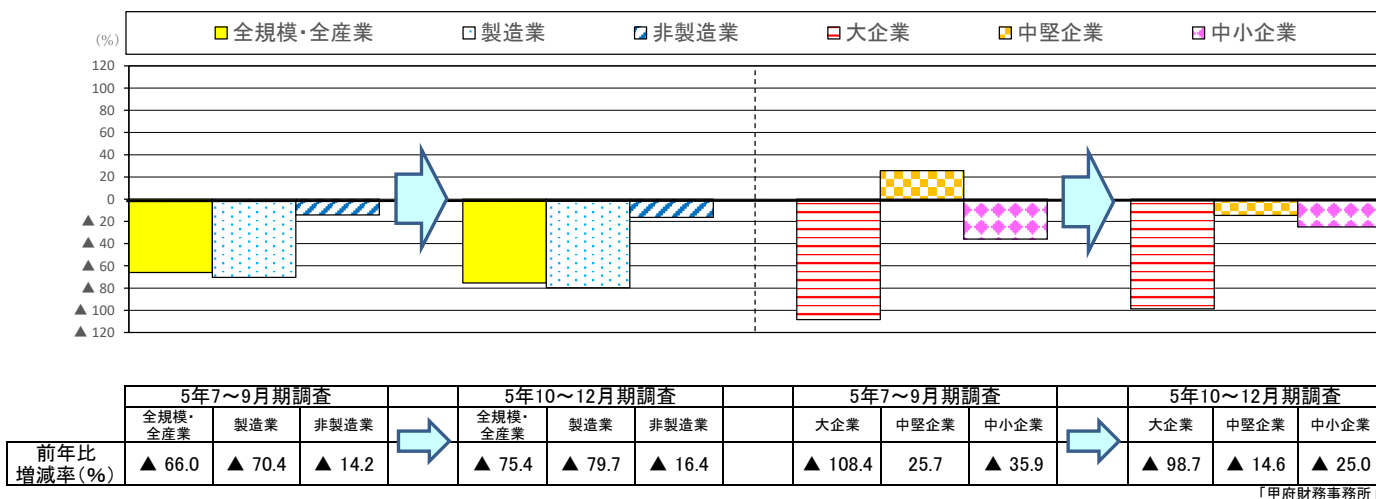 (%)
全規模・全産業 製造業 非製造業 大企業 中堅企業 中小企業
120
100
80
60
40
20
0
▲ 20
▲ 40
▲ 60
▲ 80
▲ 100
▲ 120
5年7～9月期調査 5年10～12月期調査 5年7～9月期調査 5年10～12月期調査
全規模・全産業 製造業 非製造業 全規模・全産業 製造業 非製造業 大企業 中堅企業 中小企業 大企業 中堅企業 中小企業
前年比
増減率(%) ▲ 66.0 ▲ 70.4 ▲ 14.2 ▲ 75.4 ▲ 79.7 ▲ 16.4 ▲ 108.4 25.7 ▲ 35.9 ▲ 98.7 ▲ 14.6 ▲ 25.0
「甲府財務事務所」